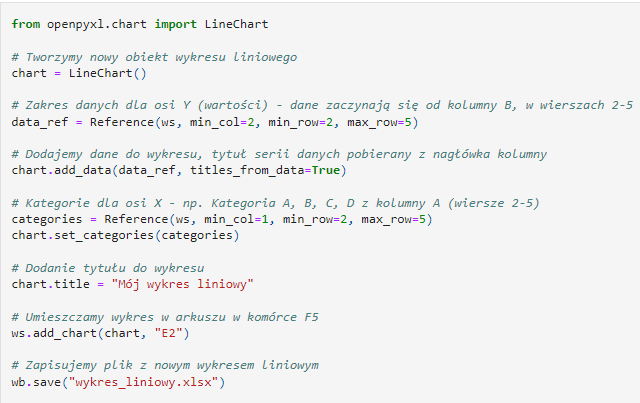 from openpyxl.chart import LineChart
# Tworzymy nowy obiekt wykresu liniowego
chart = LineChart()
# Zakres danych dla osi Y (wartości) - dane zaczynają się od kolumny B, w wierszach 2-5
data_ref = Reference(ws, min_col=2, min_row=2, max_row=5)
# Dodajemy dane do wykresu, tytuł serii danych pobierany z nagłówka kolumny
chart.add_data(data_ref, titles_from_data=True)
# Kategorie dla osi X - np. Kategoria A, B, C, D z kolumny A (wiersze 2-5)
categories = Reference(ws, min_col=1, min_row=2, max_row=5)
chart.set_categories(categories)
# Dodanie tytułu do wykresu
chart.title = "Mój wykres liniowy"
# Umieszczamy wykres w arkuszu w komórce F5
ws.add_chart(chart, "E2")
# Zapisujemy plik z nowym wykresem liniowym
wb.save("wykres_liniowy.xlsx")